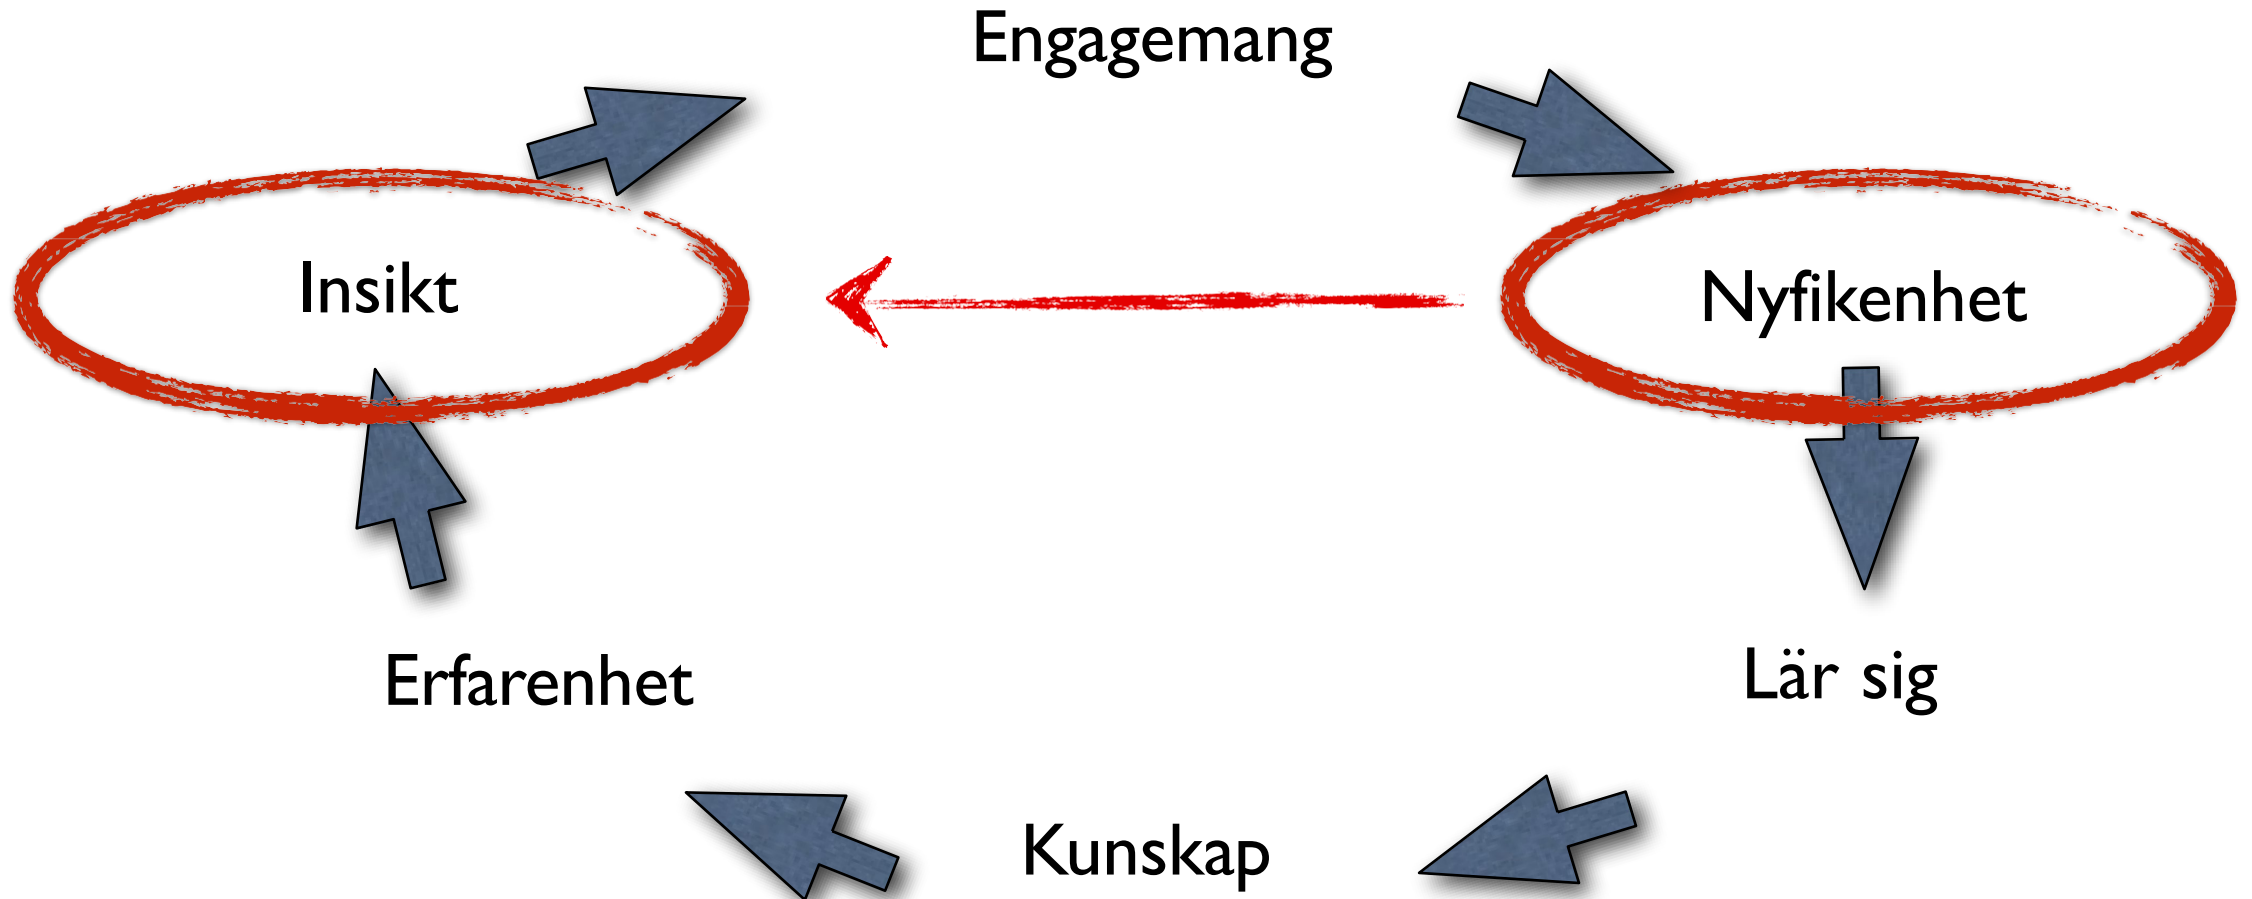 Engagemang
Insikt
Nyfikenhet
Erfarenhet
Lär sig
Kunskap